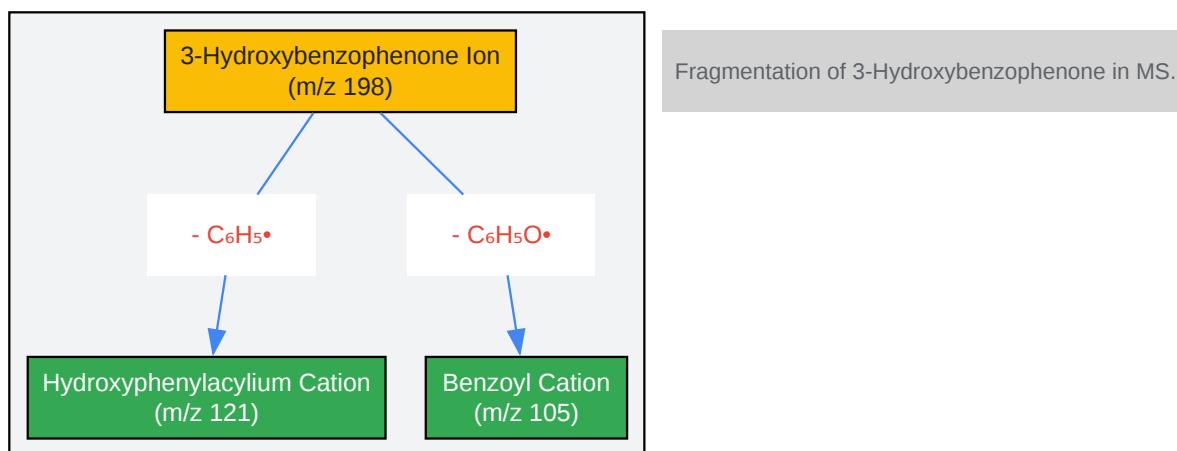 3-Hydroxybenzophenone Ion
(m/z 198)
Fragmentation of 3-Hydroxybenzophenone in MS.
- C₆H₅•
- C₆H₅O•
Hydroxyphenylacylium Cation
(m/z 121)
Benzoyl Cation
(m/z 105)